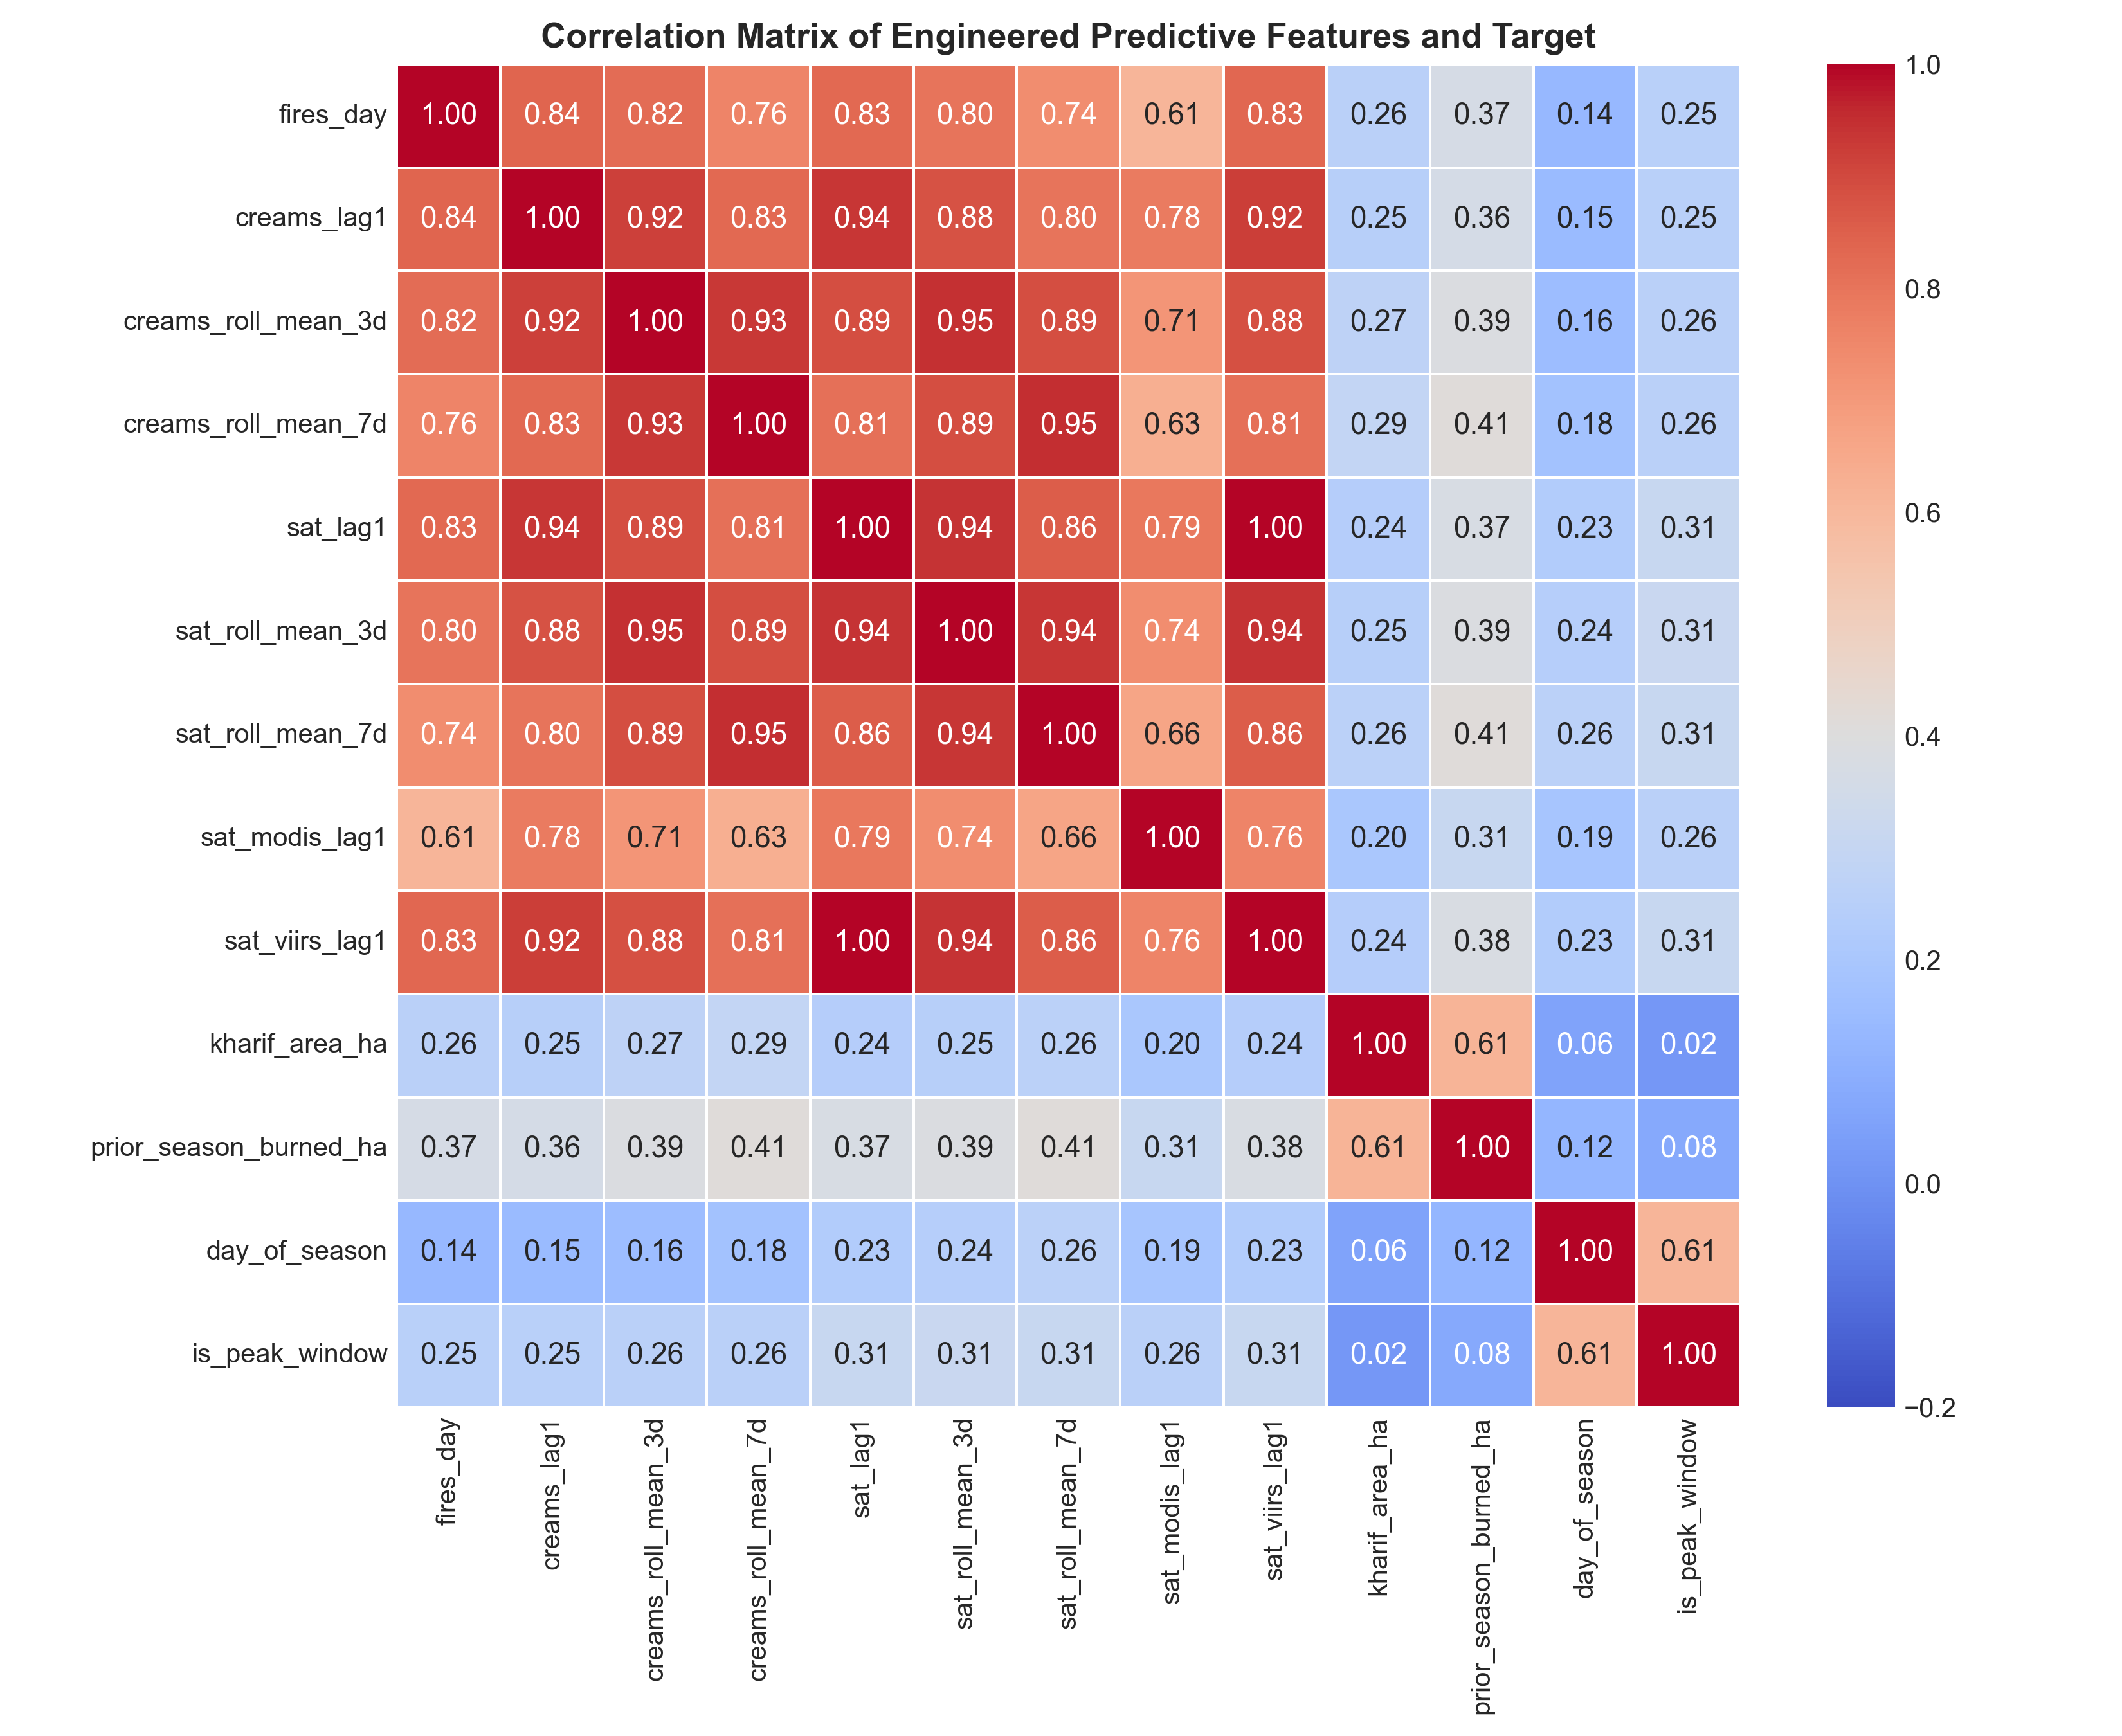 Correlation Matrix of Engineered Predictive Features and Target
fires_day 1.00 0.84 0.82 0.76 0.83 0.80 0.74 0.61 0.83 0.26 0.37 0.14 0.25
creams_lag1 0.84 1.00 0.92 0.83 0.94 0.88 0.80 0.78 0.92 0.25 0.36 0.15 0.25
creams_roll_mean_3d 0.82 0.92 1.00 0.93 0.89 0.95 0.89 0.71 0.88 0.27 0.39 0.16 0.26
creams_roll_mean_7d 0.76 0.83 0.93 1.00 0.81 0.89 0.95 0.63 0.81 0.29 0.41 0.18 0.26
sat_lag1 0.83 0.94 0.89 0.81 1.00 0.94 0.86 0.79 1.00 0.24 0.37 0.23 0.31
sat_roll_mean_3d 0.80 0.88 0.95 0.89 0.94 1.00 0.94 0.74 0.94 0.25 0.39 0.24 0.31
sat_roll_mean_7d 0.74 0.80 0.89 0.95 0.86 0.94 1.00 0.66 0.86 0.26 0.41 0.26 0.31
sat_modis_lag1 0.61 0.78 0.71 0.63 0.79 0.74 0.66 1.00 0.76 0.20 0.31 0.19 0.26
sat_viirs_lag1 0.83 0.92 0.88 0.81 1.00 0.94 0.86 0.76 1.00 0.24 0.38 0.23 0.31
kharif_area_ha 0.26 0.25 0.27 0.29 0.24 0.25 0.26 0.20 0.24 1.00 0.61 0.06 0.02
prior_season_burned_ha 0.37 0.36 0.39 0.41 0.37 0.39 0.41 0.31 0.38 0.61 1.00 0.12 0.08
day_of_season 0.14 0.15 0.16 0.18 0.23 0.24 0.26 0.19 0.23 0.06 0.12 1.00 0.61
is_peak_window 0.25 0.25 0.26 0.26 0.31 0.31 0.31 0.26 0.31 0.02 0.08 0.61 1.00
fires_day
creams_lag1
creams_roll_mean_3d
creams_roll_mean_7d
sat_lag1
sat_roll_mean_3d
sat_roll_mean_7d
sat_modis_lag1
sat_viirs_lag1
kharif_area_ha
prior_season_burned_ha
day_of_season
is_peak_window
1.0
0.8
0.6
0.4
0.2
0.0
−0.2